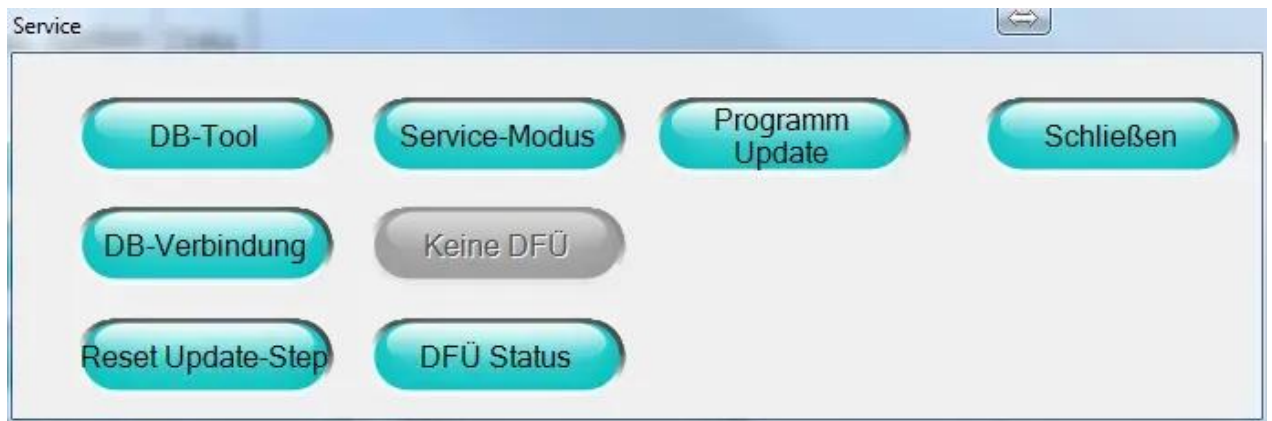 Service
DB-Tool
Service-Modus
Programm
Update
Schließen
DB-Verbindung
Keine DFÜ
Reset Update-Step
DFÜ Status